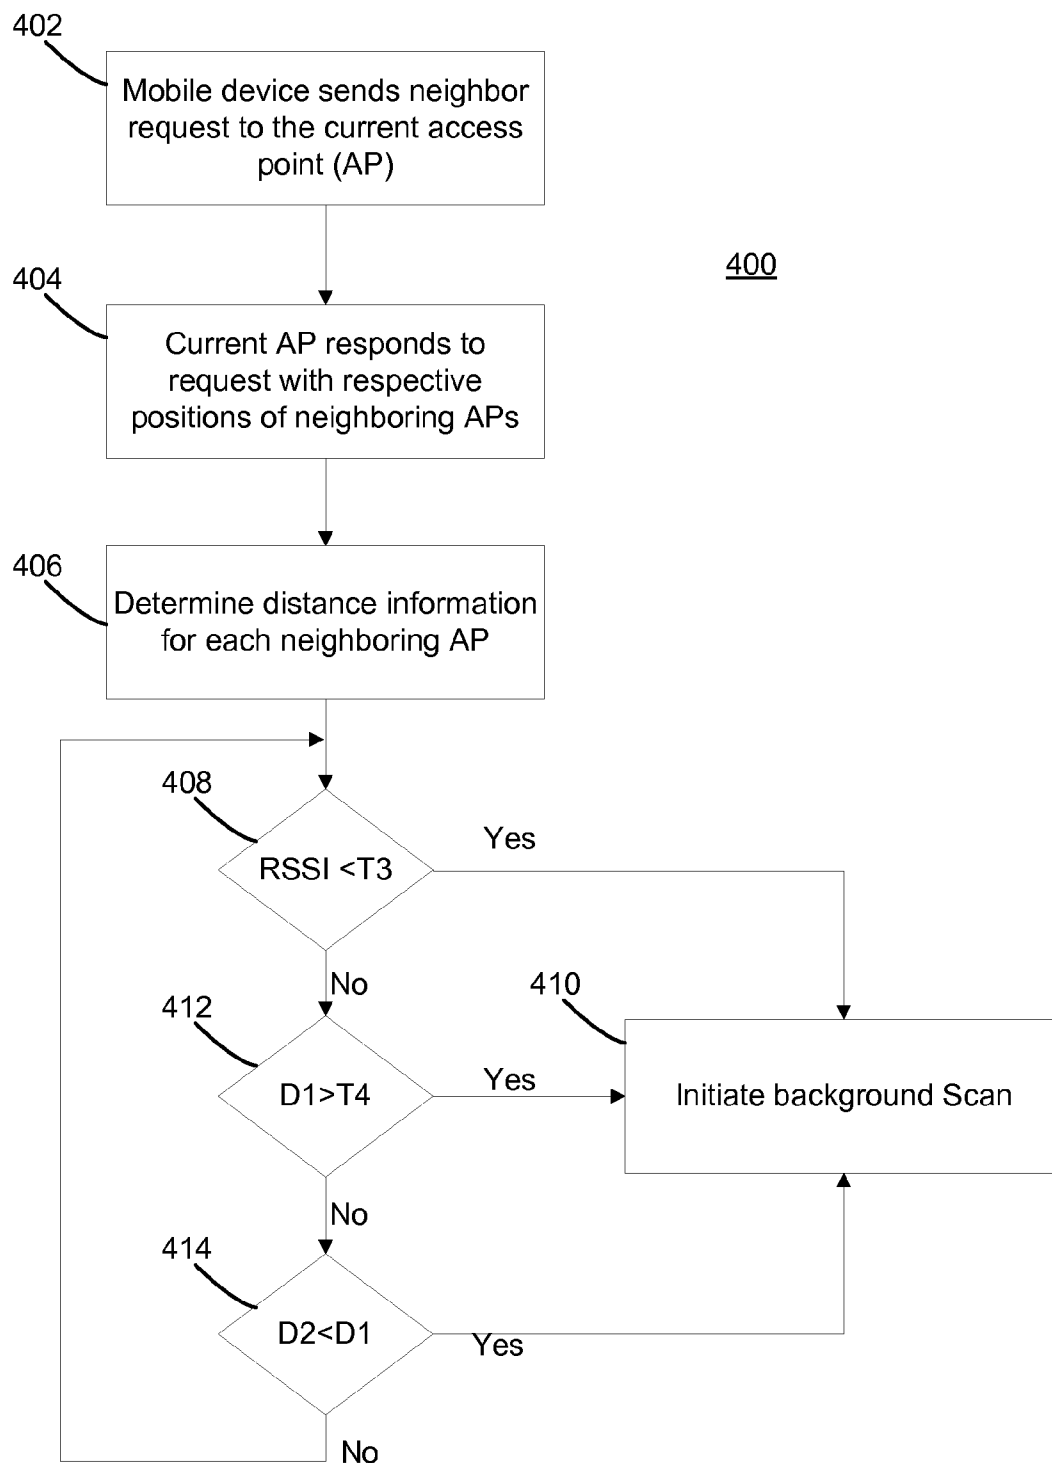 402
Mobile device sends neighbor
request to the current access
point (AP)
400
404
Current AP responds to
request with respective
positions of neighboring APs
406
Determine distance information
for each neighboring AP
408
RSSI <T3
Yes
No
412
D1>T4
Yes
410
Initiate background Scan
No
414
D2<D1
Yes
No